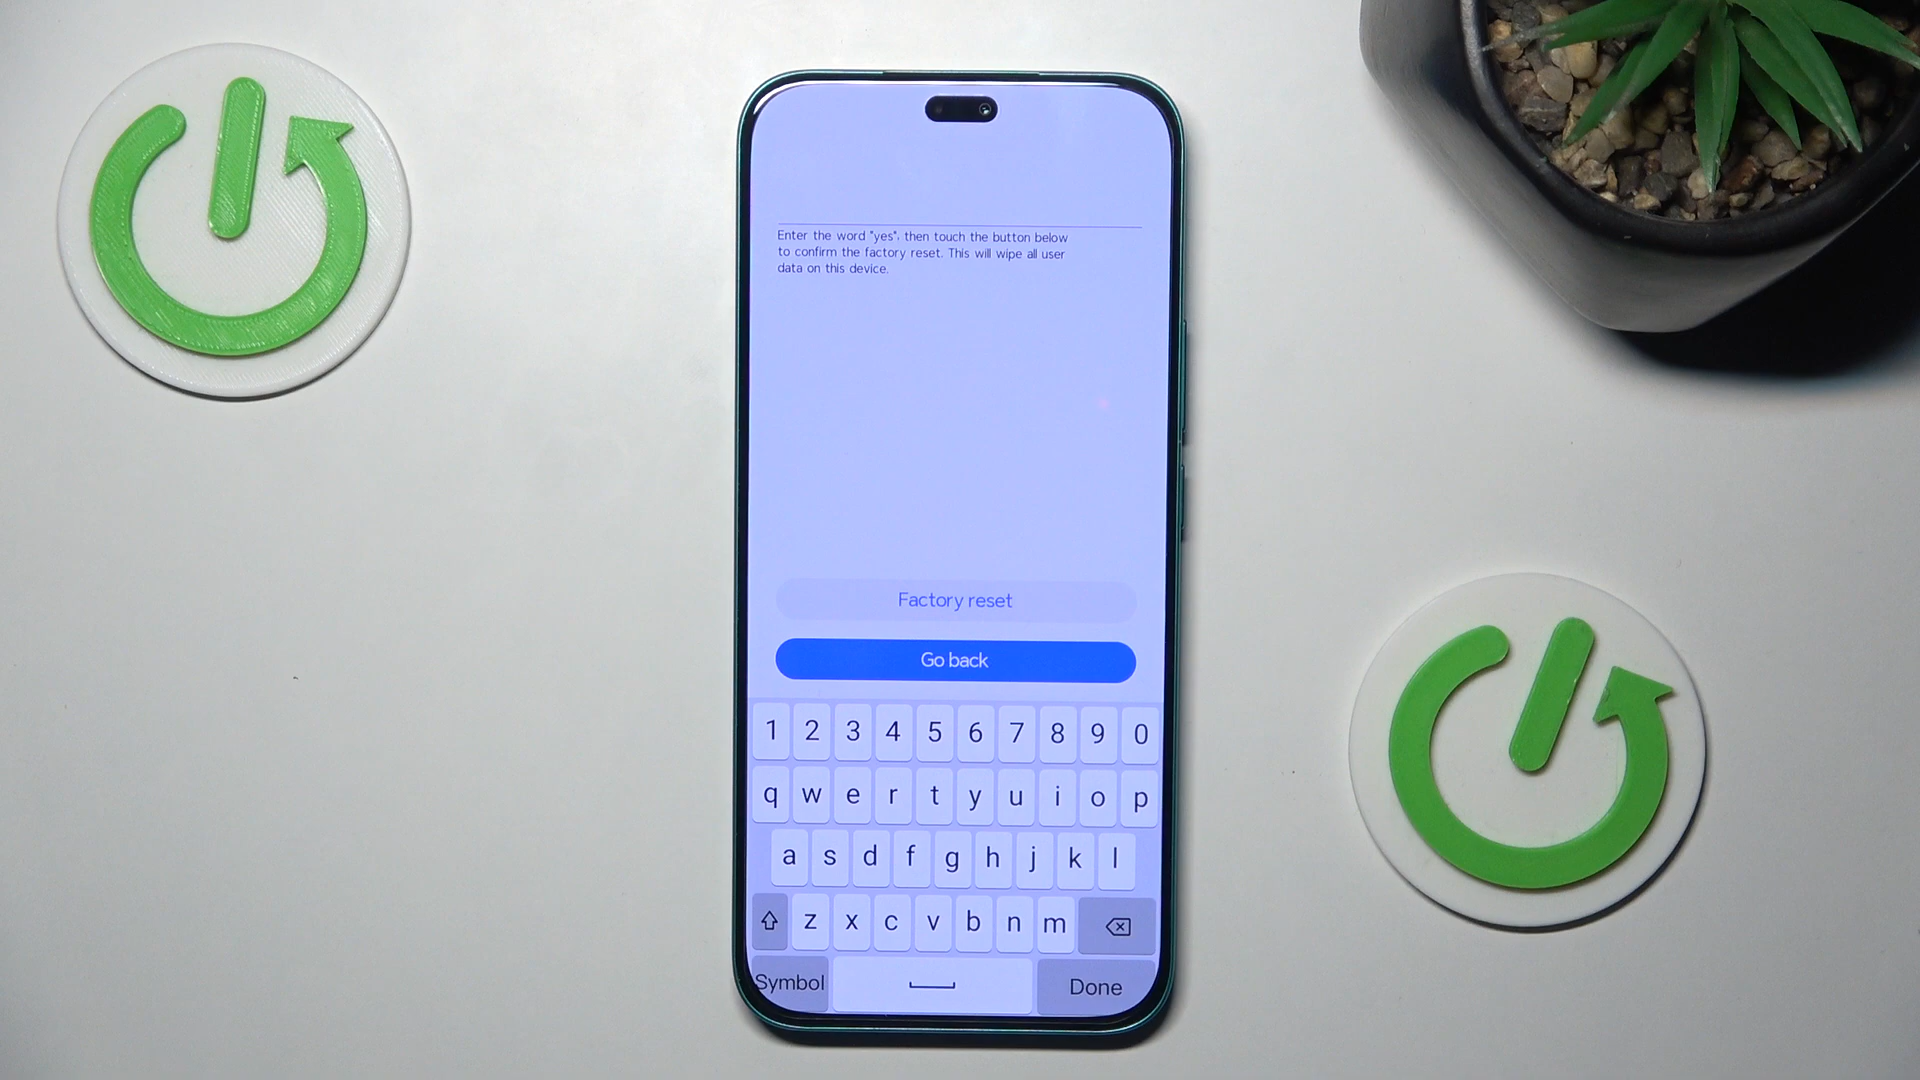 Enter the word "yes", then touch the button below
to confirm the factory reset. This will wipe all user
data on this device.
Factory reset
Go back
1 2 3 4 5 6 7 8 9 0
q w e r t y u i o p
a s d f g h j k l
z x c v b n m
Symbol Done